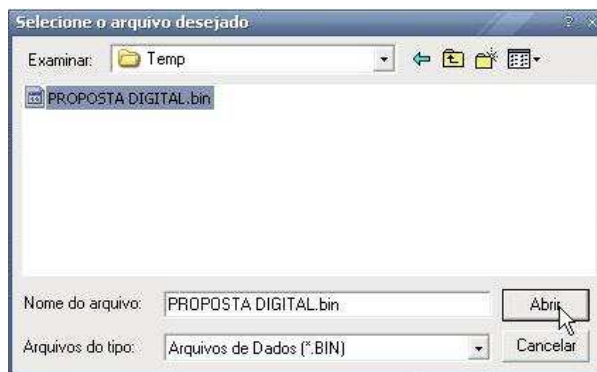 Selecione o arquivo desejado
Examinar: Temp
PROPOSTA DIGITAL.bin
Nome do arquivo: PROPOSTA DIGITAL.bin Abrir
Arquivos do tipo: Arquivos de Dados (*.BIN) Cancelar